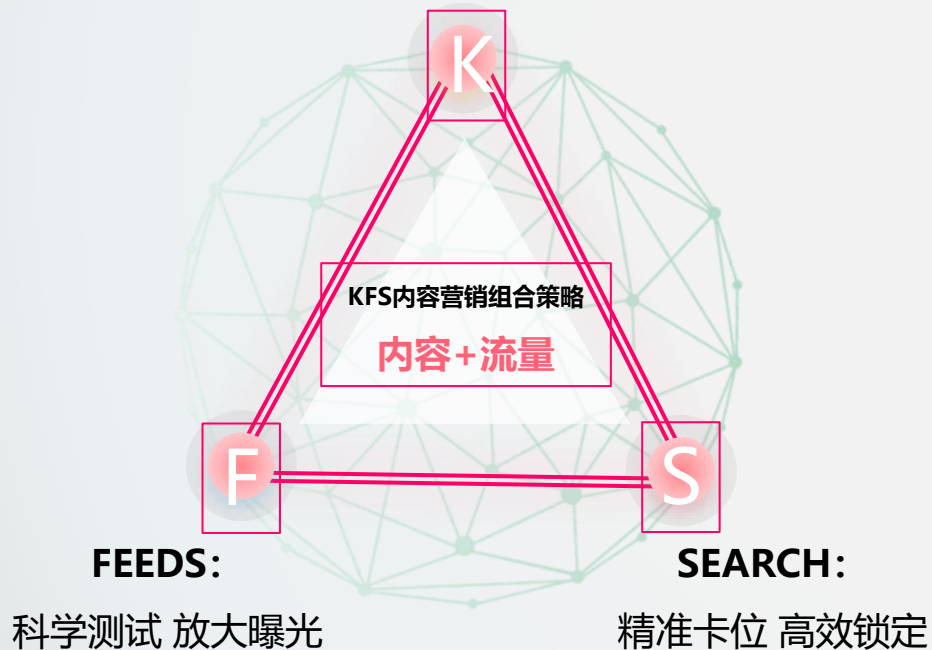 K
KFS内容营销组合策略
内容+流量
F
S
FEEDS：
SEARCH：
科学测试 放大曝光
精准卡位 高效锁定